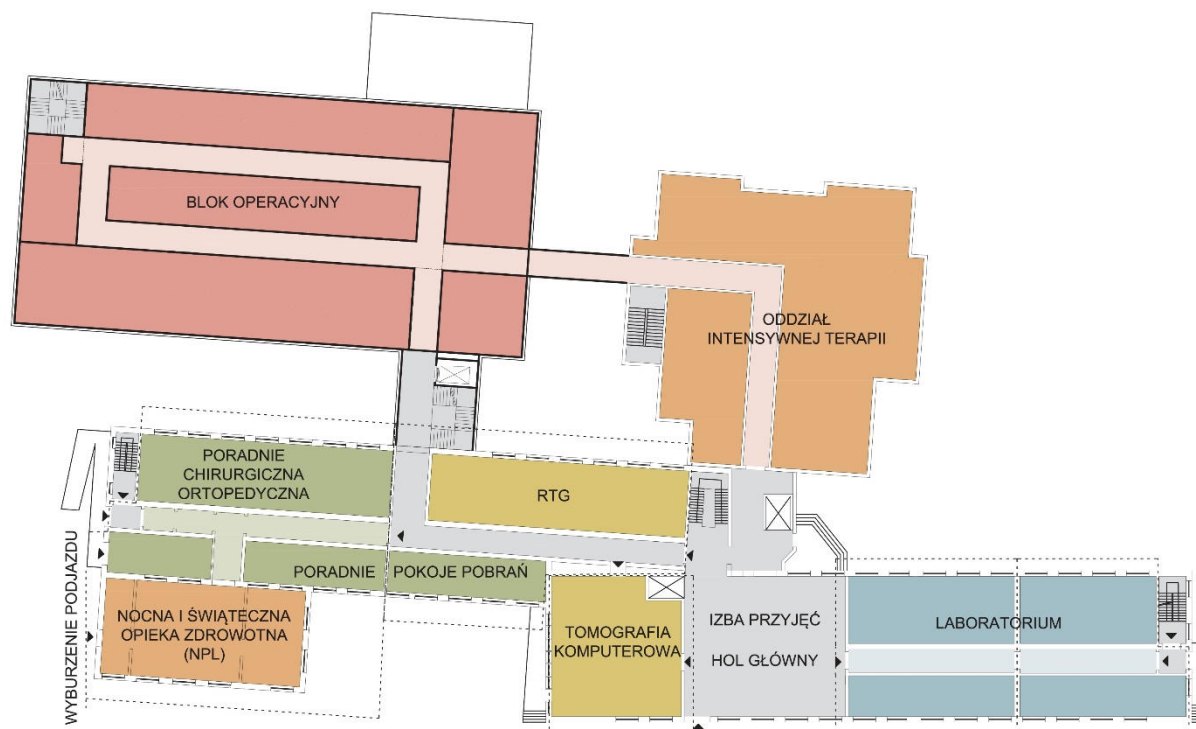 BLOK OPERACYJNY
ODDZIAŁ
INTENSYWNEJ TERAPII
PORADNIE
CHIRURGICZNA
ORTOPEDYCZNA
RTG
PORADNIE
POKOJE POBRAŃ
NOCNA I ŚWIĄTECZNA
OPIEKA ZDROWOTNA
(NPL)
WYBURZENIE PODJAZDU
TOMOGRAFIA
KOMPUTEROWA
IZBA PRZYJĘĆ
HOL GŁÓWNY
LABORATORIUM